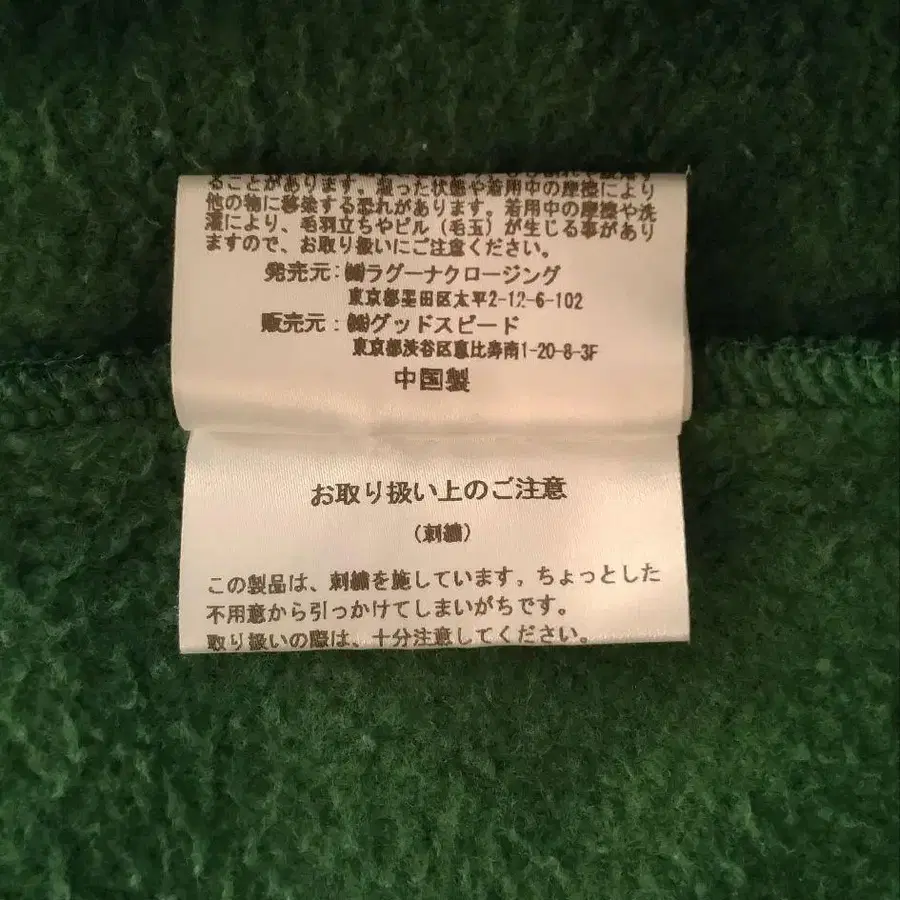 ることがあります。湿った状態や着用中の摩擦により
他の物に移染する恐れがあります。着用中の摩擦や洗
濯により、毛羽立ちやピル（毛玉）が生じる事があり
ますので、お取り扱いにご注意ください。
発売元：㈱ラグーナクロージング
東京都墨田区太平2-12-6-102
販売元：㈱グッドスピード
東京都渋谷区恵比寿南1-20-8-3F
中国製
お取り扱い上のご注意
（刺繍）
この製品は、刺繍を施しています。ちょっとした
不用意から引っかけてしまいがちです。
取り扱いの際は、十分注意してください。